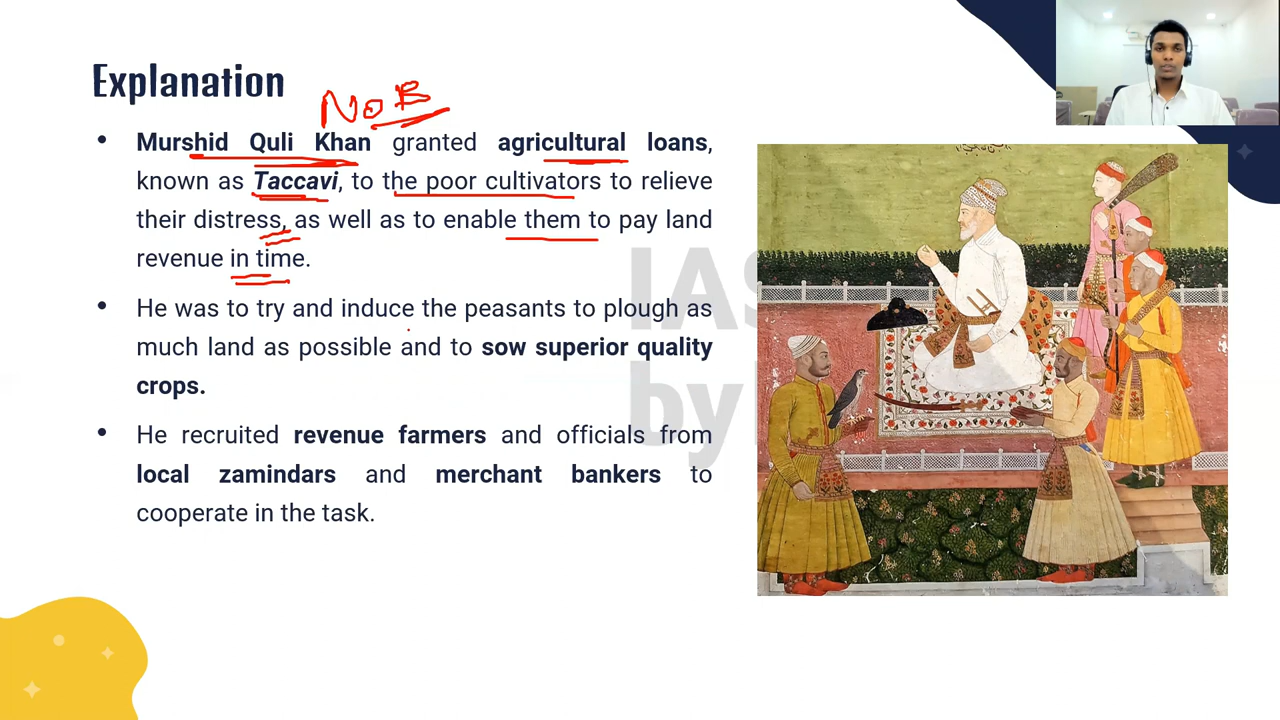 Explanation
NoB
• Murshid Quli Khan granted agricultural loans,
known as Taccavi, to the poor cultivators to relieve
their distress, as well as to enable them to pay land
revenue in time.
• He was to try and induce the peasants to plough as
much land as possible and to sow superior quality
crops.
• He recruited revenue farmers and officials from
local zamindars and merchant bankers to
cooperate in the task.
IAS
by